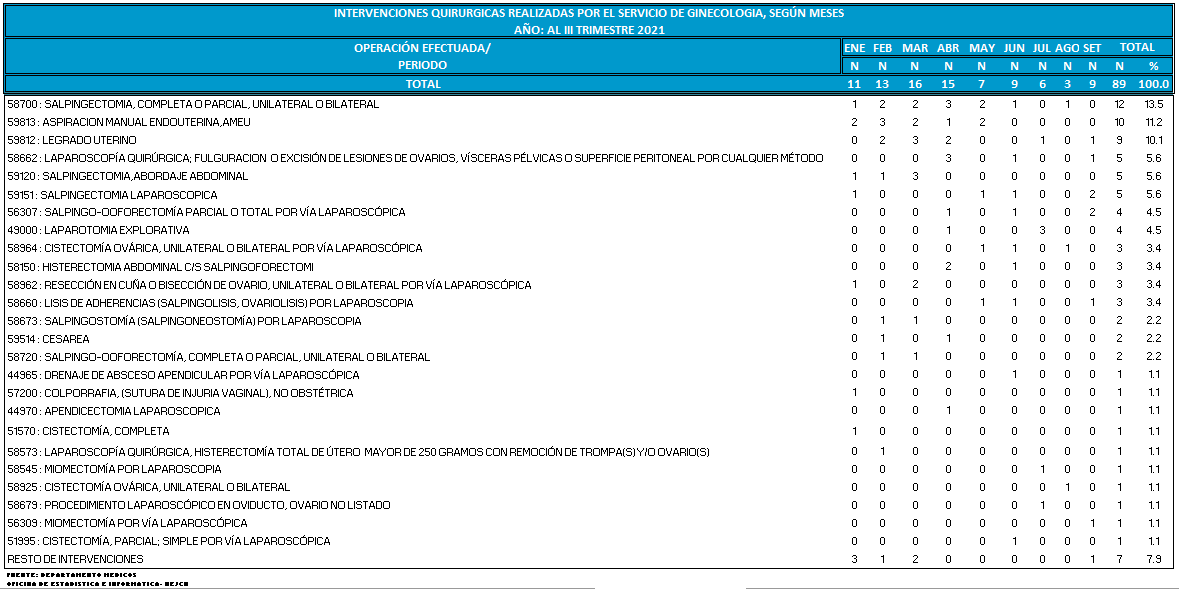 INTERVENCIONES QUIRURGICAS REALIZADAS POR EL SERVICIO DE GINECOLOGIA, SEGÚN MESES
AÑO: AL III TRIMESTRE 2021
OPERACIÓN EFECTUADA/ ENE FEB MAR ABR MAY JUN JUL AGO SET TOTAL
PERIODO N N N N N N N N N N %
TOTAL 11 13 16 15 7 9 6 3 9 89 100.0
58700 : SALPINGECTOMIA, COMPLETA O PARCIAL, UNILATERAL O BILATERAL 1 2 2 3 2 1 0 1 0 12 13.5
59813 : ASPIRACION MANUAL ENDOUTERINA,AMEU 2 3 2 1 2 0 0 0 0 10 11.2
59812 : LEGRADO UTERINO 0 2 3 2 0 0 1 0 1 9 10.1
58662 : LAPAROSCOPÍA QUIRÚRGICA; FULGURACION O EXCISIÓN DE LESIONES DE OVARIOS, VÍSCERAS PÉLVICAS O SUPERFICIE PERITONEAL POR CUALQUIER MÉTODO 0 0 0 3 0 1 0 0 1 5 5.6
59120 : SALPINGECTOMIA,ABORDAJE ABDOMINAL 1 1 3 0 0 0 0 0 0 5 5.6
59151 : SALPINGECTOMIA LAPAROSCOPICA 1 0 0 0 1 1 0 0 2 5 5.6
56307 : SALPINGO-OOFORECTOMÍA PARCIAL O TOTAL POR VÍA LAPAROSCÓPICA 0 0 0 1 0 1 0 0 2 4 4.5
49000 : LAPAROTOMIA EXPLORATIVA 0 0 0 1 0 0 3 0 0 4 4.5
58964 : CISTECTOMÍA OVÁRICA, UNILATERAL O BILATERAL POR VÍA LAPAROSCÓPICA 0 0 0 0 1 1 0 1 0 3 3.4
58150 : HISTERECTOMIA ABDOMINAL C/S SALPINGOFORECTOMI 0 0 0 2 0 1 0 0 0 3 3.4
58962 : RESECCIÓN EN CUÑA O BISECCIÓN DE OVARIO, UNILATERAL O BILATERAL POR VÍA LAPAROSCÓPICA 1 0 2 0 0 0 0 0 0 3 3.4
58660 : LISIS DE ADHERENCIAS (SALPINGOLISIS, OVARIOLISIS) POR LAPAROSCOPIA 0 0 0 0 1 1 0 0 1 3 3.4
58673 : SALPINGOSTOMÍA (SALPINGONEOSTOMÍA) POR LAPAROSCOPIA 0 1 1 0 0 0 0 0 0 2 2.2
59514 : CESAREA 0 1 0 1 0 0 0 0 0 2 2.2
58720 : SALPINGO-OOFORECTOMÍA, COMPLETA O PARCIAL, UNILATERAL O BILATERAL 0 1 1 0 0 0 0 0 0 2 2.2
44965 : DRENAJE DE ABSCESO APENDICULAR POR VÍA LAPAROSCÓPICA 0 0 0 0 0 1 0 0 0 1 1.1
57200 : COLPORRAFIA, (SUTURA DE INJURIA VAGINAL), NO OBSTÉTRICA 1 0 0 0 0 0 0 0 0 1 1.1
44970 : APENDICECTOMIA LAPAROSCOPICA 0 0 0 1 0 0 0 0 0 1 1.1
51570 : CISTECTOMÍA, COMPLETA 1 0 0 0 0 0 0 0 0 1 1.1
58573 : LAPAROSCOPÍA QUIRÚRGICA, HISTERECTOMÍA TOTAL DE ÚTERO MAYOR DE 250 GRAMOS CON REMOCIÓN DE TROMPA(S) Y/O OVARIO(S) 0 1 0 0 0 0 0 0 0 1 1.1
58545 : MIOMECTOMÍA POR LAPAROSCOPIA 0 0 0 0 0 0 1 0 0 1 1.1
58925 : CISTECTOMÍA OVÁRICA, UNILATERAL O BILATERAL 0 0 0 0 0 0 0 1 0 1 1.1
58679 : PROCEDIMIENTO LAPAROSCÓPICO EN OVIDUCTO, OVARIO NO LISTADO 0 0 0 0 0 0 1 0 0 1 1.1
56309 : MIOMECTOMÍA POR VÍA LAPAROSCÓPICA 0 0 0 0 0 0 0 0 1 1 1.1
51995 : CISTECTOMÍA, PARCIAL; SIMPLE POR VÍA LAPAROSCÓPICA 0 0 0 0 0 1 0 0 0 1 1.1
RESTO DE INTERVENCIONES 3 1 2 0 0 0 0 0 1 7 7.9
FUENTE: DEPARTAMENTO MEDICOS
OFICINA DE ESTADISTICA E INFORMATICA- HEJCU